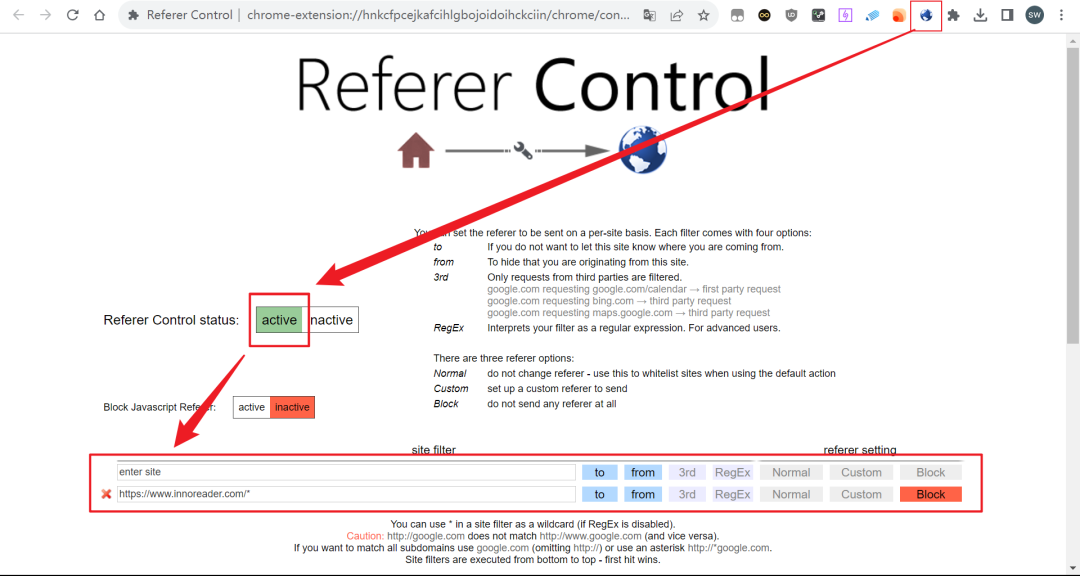 Referer Control | chrome-extension://hnkcfpcejkafcihlgbojoidoihckciin/chrome/con...
SW
Referer Control
You can set the referer to be sent on a per-site basis. Each filter comes with four options:
to If you do not want to let this site know where you are coming from.
from To hide that you are originating from this site.
3rd Only requests from third parties are filtered.
google.com requesting google.com/calendar → first party request
google.com requesting bing.com → third party request
google.com requesting maps.google.com → third party request
RegEx Interprets your filter as a regular expression. For advanced users.
Referer Control status: active inactive
There are three referer options:
Normal do not change referer - use this to whitelist sites when using the default action
Custom set up a custom referer to send
Block do not send any referer at all
Block Javascript Referer: active inactive
site filter referer setting
enter site to from 3rd RegEx Normal Custom Block
https://www.innoreader.com/* to from 3rd RegEx Normal Custom Block
You can use * in a site filter as a wildcard (if RegEx is disabled).
Caution: http://google.com does not match http://www.google.com (and vice versa).
If you want to match all subdomains use google.com (omitting http://) or use an asterisk http://*google.com.
Site filters are executed from bottom to top - first hit wins.